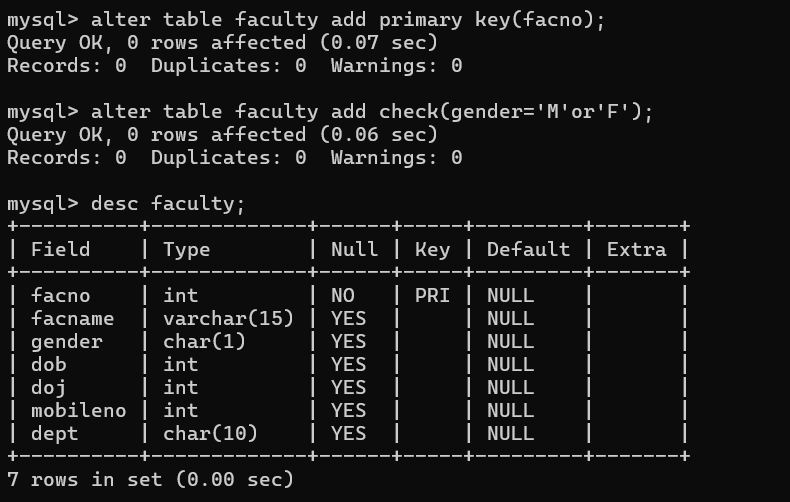 mysql> alter table faculty add primary key(facno);
Query OK, 0 rows affected (0.07 sec)
Records: 0  Duplicates: 0  Warnings: 0

mysql> alter table faculty add check(gender='M'or'F');
Query OK, 0 rows affected (0.06 sec)
Records: 0  Duplicates: 0  Warnings: 0

mysql> desc faculty;
+----------+-------------+------+-----+---------+-------+
| Field    | Type        | Null | Key | Default | Extra |
+----------+-------------+------+-----+---------+-------+
| facno    | int         | NO   | PRI | NULL    |       |
| facname  | varchar(15) | YES  |     | NULL    |       |
| gender   | char(1)     | YES  |     | NULL    |       |
| dob      | int         | YES  |     | NULL    |       |
| doj      | int         | YES  |     | NULL    |       |
| mobileno | int         | YES  |     | NULL    |       |
| dept     | char(10)    | YES  |     | NULL    |       |
+----------+-------------+------+-----+---------+-------+
7 rows in set (0.00 sec)